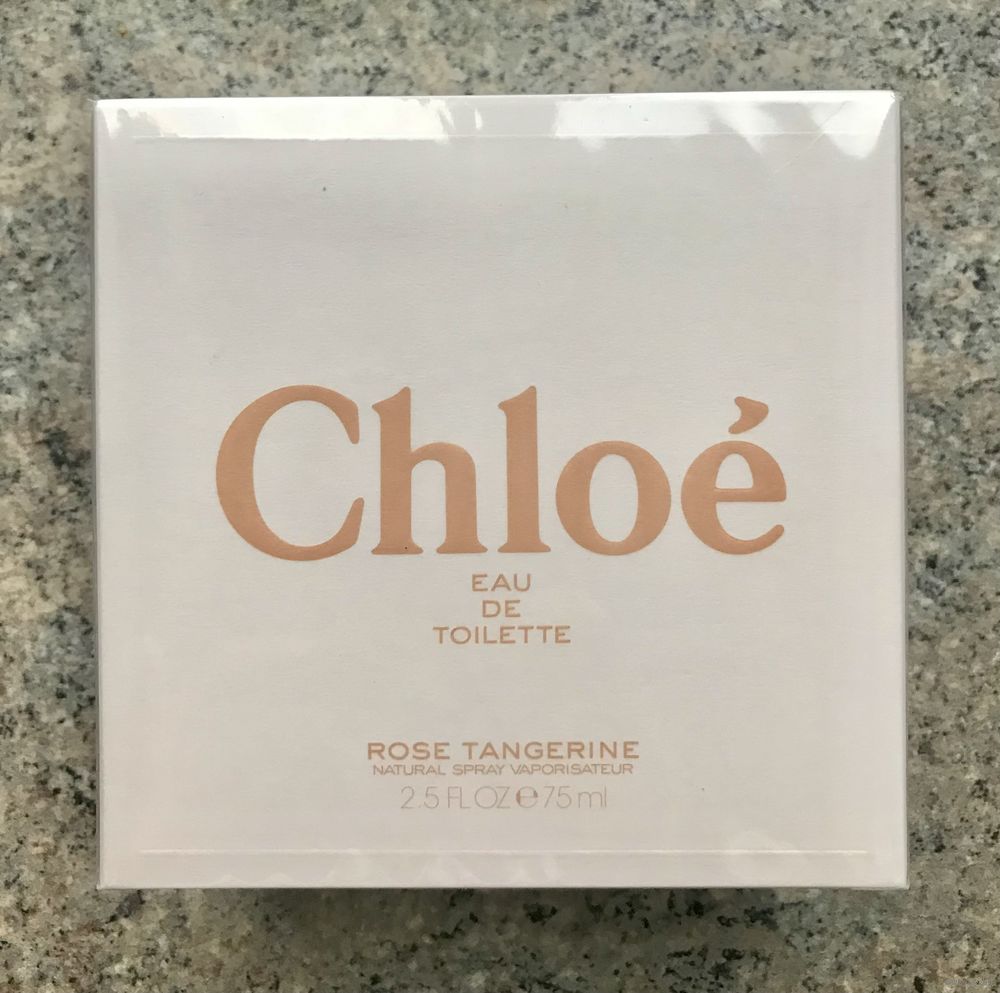 Chloé
EAU
DE
TOILETTE
ROSE TANGERINE
NATURAL SPRAY VAPORISATEUR
2.5 FL OZ ℮ 75 ml